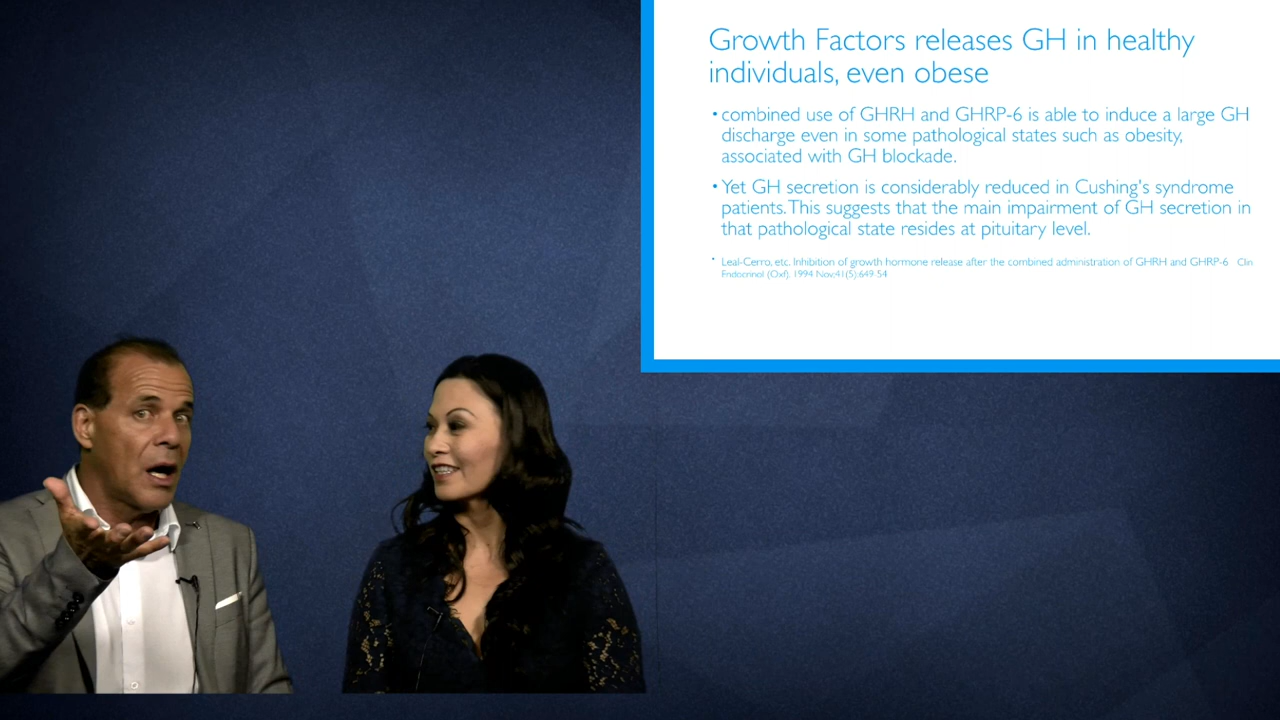 Growth Factors releases GH in healthy
individuals, even obese
• combined use of GHRH and GHRP-6 is able to induce a large GH
discharge even in some pathological states such as obesity,
associated with GH blockade.
• Yet GH secretion is considerably reduced in Cushing's syndrome
patients. This suggests that the main impairment of GH secretion in
that pathological state resides at pituitary level.
• Leal-Cerro, etc. Inhibition of growth hormone release after the combined administration of GHRH and GHRP-6 Clin
Endocrinol (Oxf). 1994 Nov;41(5):649-54